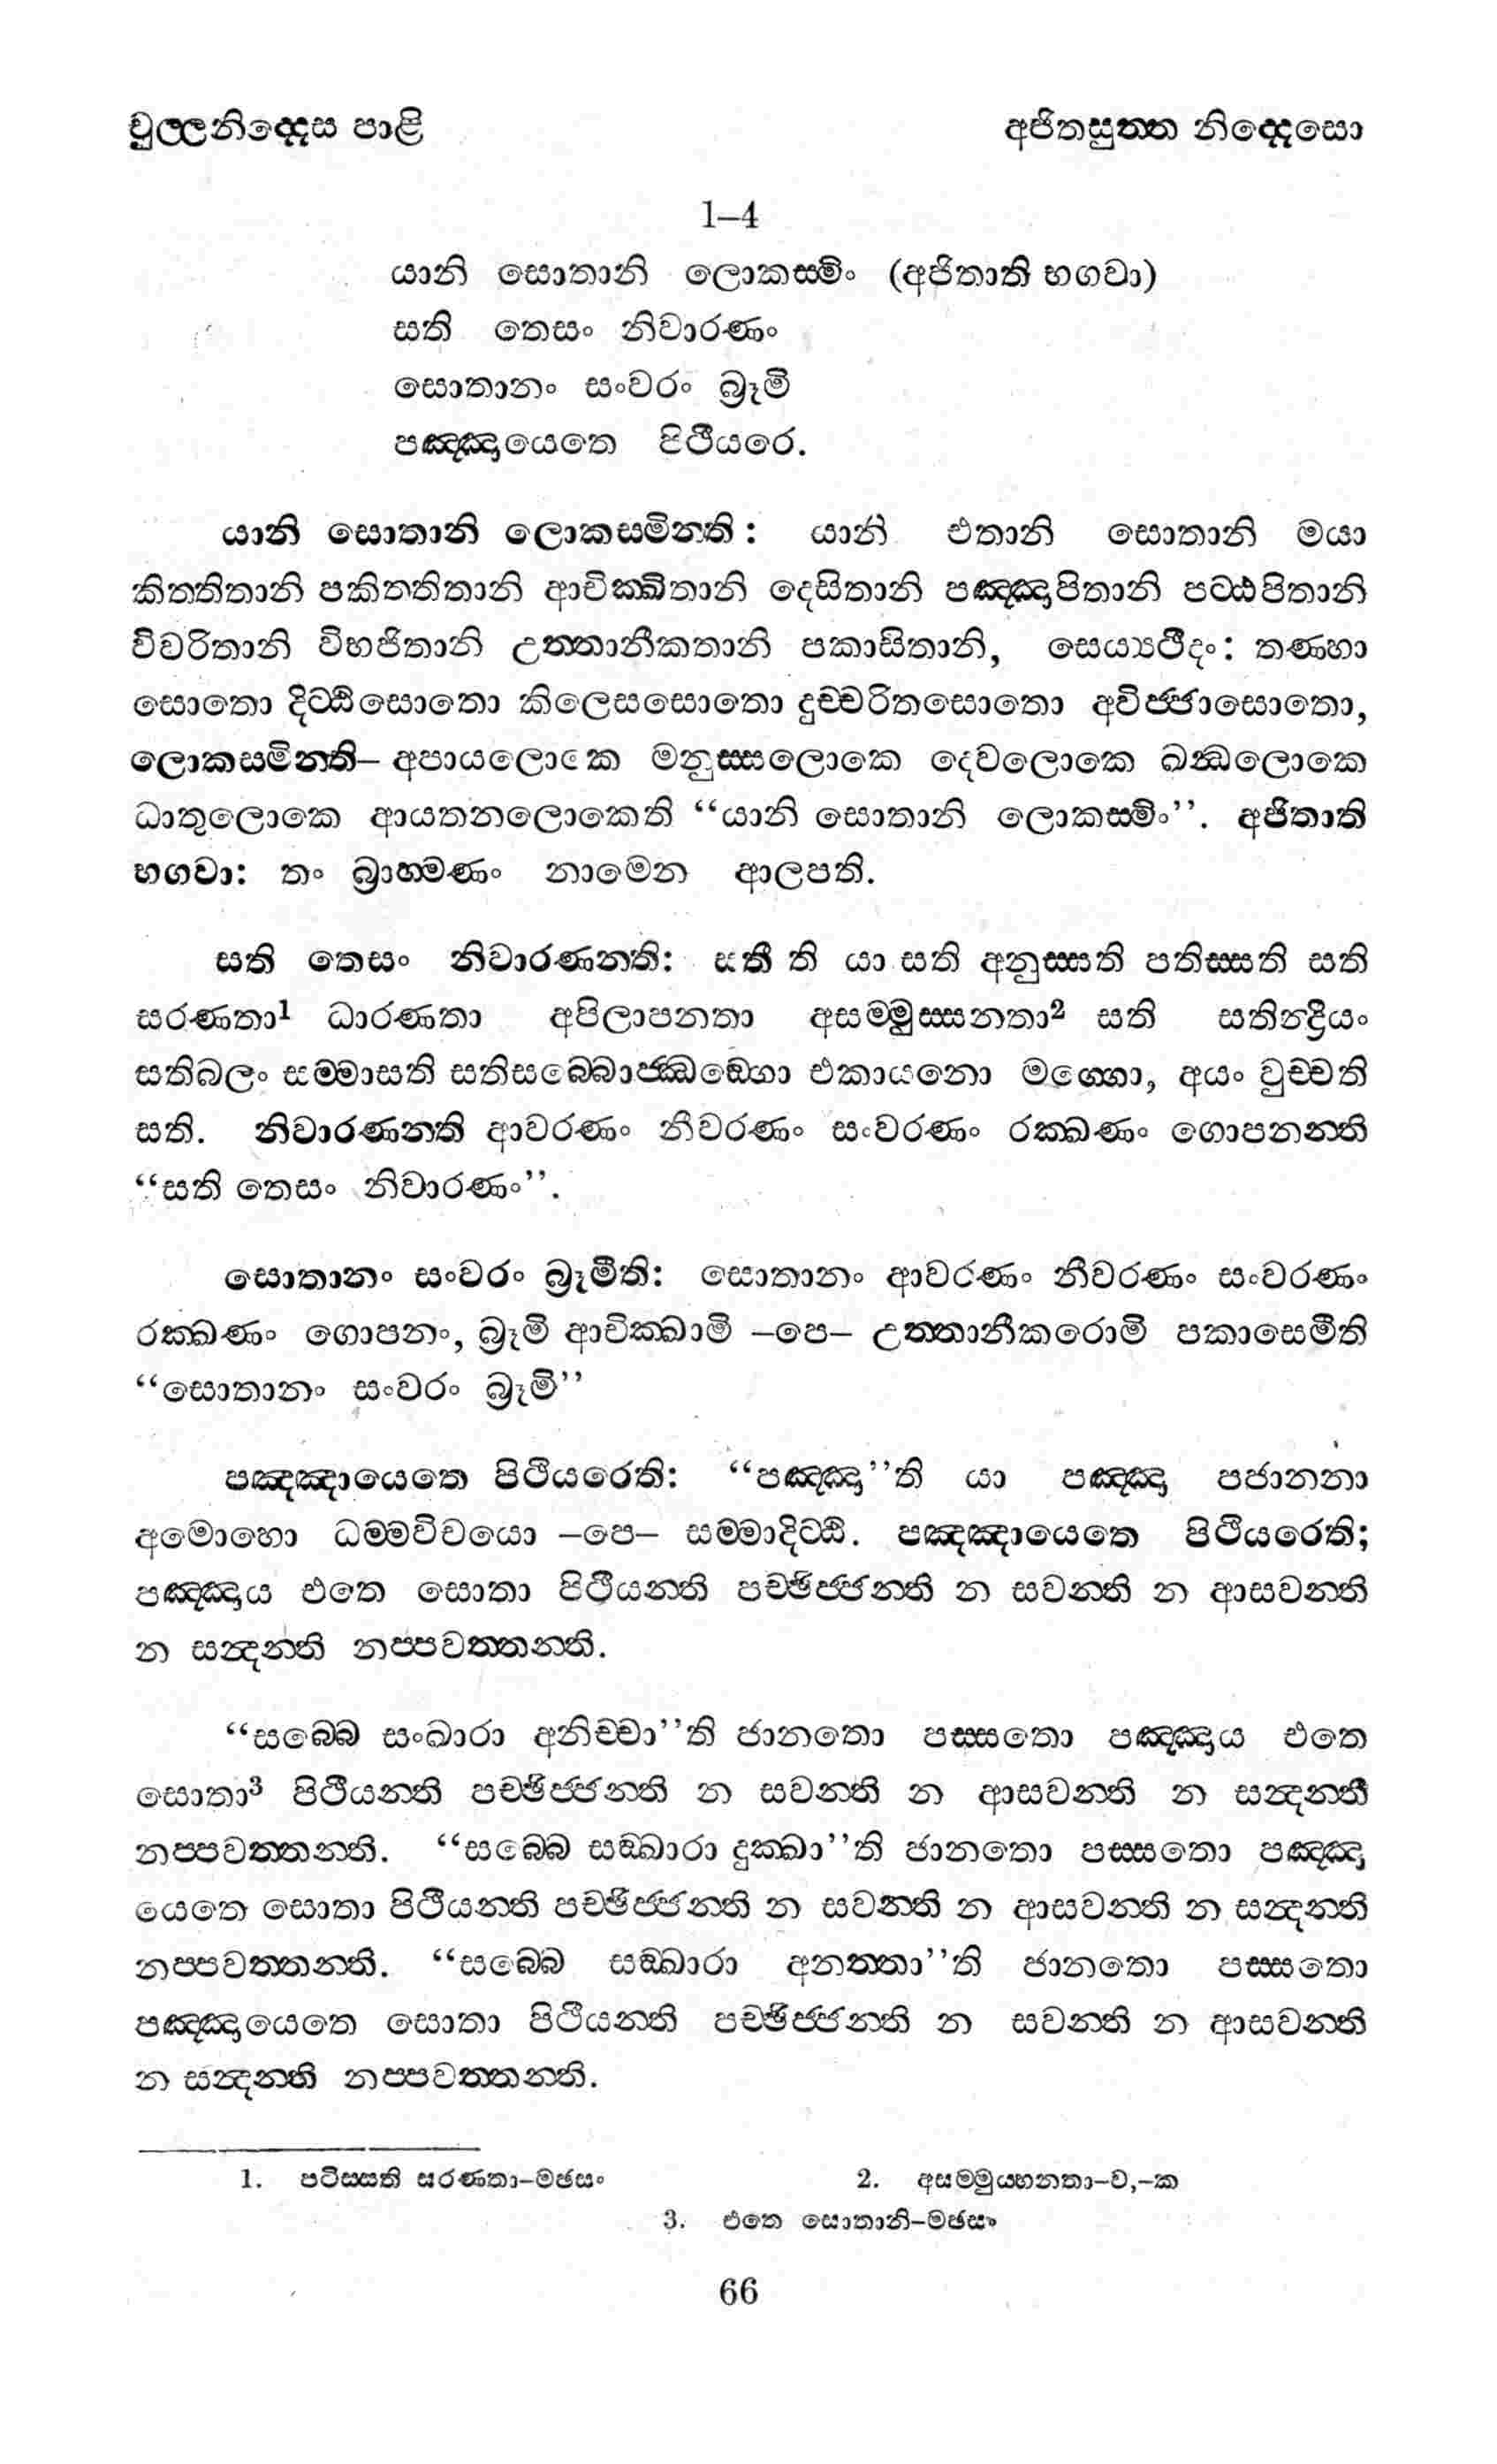 චුල්ලනිද්දෙස පාළි
අජිතසුත්ත නිද්දෙසො
1–4
යානි සොතානි ලොකස්මිං (අජිතාති භගවා)
සති තෙසං නිවාරණං
සොතානං සංවරං බ්‍රූමි
පඤ්ඤායෙතෙ පිථීයරෙ.
යානි සොතානි ලොකස්මින්ති: යානි එතානි සොතානි මයා
කිත්තිතානි පකිත්තිතානි ආචික්ඛිතානි දෙසිතානි පඤ්ඤාපිතානි පට්ඨපිතානි
විවරිතානි විභජිතානි උත්තානීකතානි පකාසිතානි, සෙය්‍යථීදං: තණ්හා
සොතො දිට්ඨිසොතො කිලෙසසොතො දුච්චරිතසොතො අවිජ්ජාසොතො,
ලොකස්මින්ති– අපායලොකෙ මනුස්සලොකෙ දෙවලොකෙ ඛන්ධලොකෙ
ධාතුලොකෙ ආයතනලොකෙති “යානි සොතානි ලොකස්මිං”. අජිතාති
භගවා: තං බ්‍රාහ්මණං නාමෙන ආලපති.
සති තෙසං නිවාරණන්ති: සතී ති යා සති අනුස්සති පතිස්සති සති
සරණතා1 ධාරණතා අපිලාපනතා අසම්මුස්සනතා2 සති සතින්ද්‍රියං
සතිබලං සම්මාසති සතිසම්බොජ්ඣඞ්ගො එකායනො මග්ගො, අයං වුච්චති
සති. නිවාරණන්ති ආවරණං නීවරණං සංවරණං රක්ඛණං ගොපනන්ති
“සති තෙසං නිවාරණං”.
සොතානං සංවරං බ්‍රූමීති: සොතානං ආවරණං නීවරණං සංවරණං
රක්ඛණං ගොපනං, බ්‍රූමි ආචික්ඛාමි –පෙ– උත්තානීකරොමි පකාසෙමීති
“සොතානං සංවරං බ්‍රූමි”
පඤ්ඤායෙතෙ පිථියරෙති: “පඤ්ඤා”ති යා පඤ්ඤා පජානනා
අමොහො ධම්මවිචයො –පෙ– සම්මාදිට්ඨි. පඤ්ඤායෙතෙ පිථියරෙති;
පඤ්ඤාය එතෙ සොතා පිථීයන්ති පච්ඡිජ්ජන්ති න සවන්ති න ආසවන්ති
න සන්දන්ති නප්පවත්තන්ති.
“සබ්බෙ සංඛාරා අනිච්චා”ති ජානතො පස්සතො පඤ්ඤාය එතෙ
සොතා3 පිථීයන්ති පච්ඡිජ්ජන්ති න සවන්ති න ආසවන්ති න සන්දන්තී
නප්පවත්තන්ති. “සබ්බෙ සඞ්ඛාරා දුක්ඛා”ති ජානතො පස්සතො පඤ්ඤා
යෙතෙ සොතා පිථීයන්ති පච්ඡිජ්ජන්ති න සවන්ති න ආසවන්ති න සන්දන්ති
නප්පවත්තන්ති. “සබ්බෙ සඞ්ඛාරා අනත්තා”ති ජානතො පස්සතො
පඤ්ඤායෙතෙ සොතා පිථීයන්ති පච්ඡිජ්ජන්ති න සවන්ති න ආසවන්ති
න සන්දන්ති නප්පවත්තන්ති.
1. පටිස්සති සරණතා–මඡසං
2. අසම්මුය්හනතා–ව,–ක
3. එතෙ සොතානි–මඡසං
66